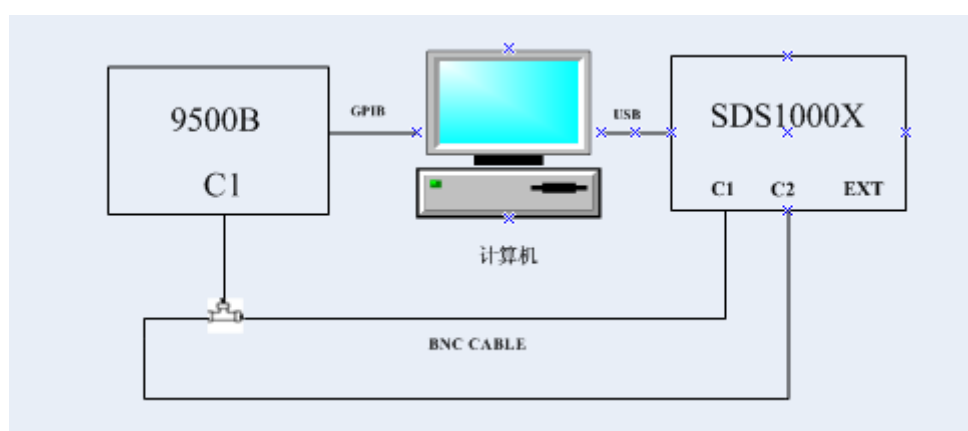 9500B
C1
GPIB
USB
SDS1000X
C1 C2 EXT
计算机
BNC CABLE